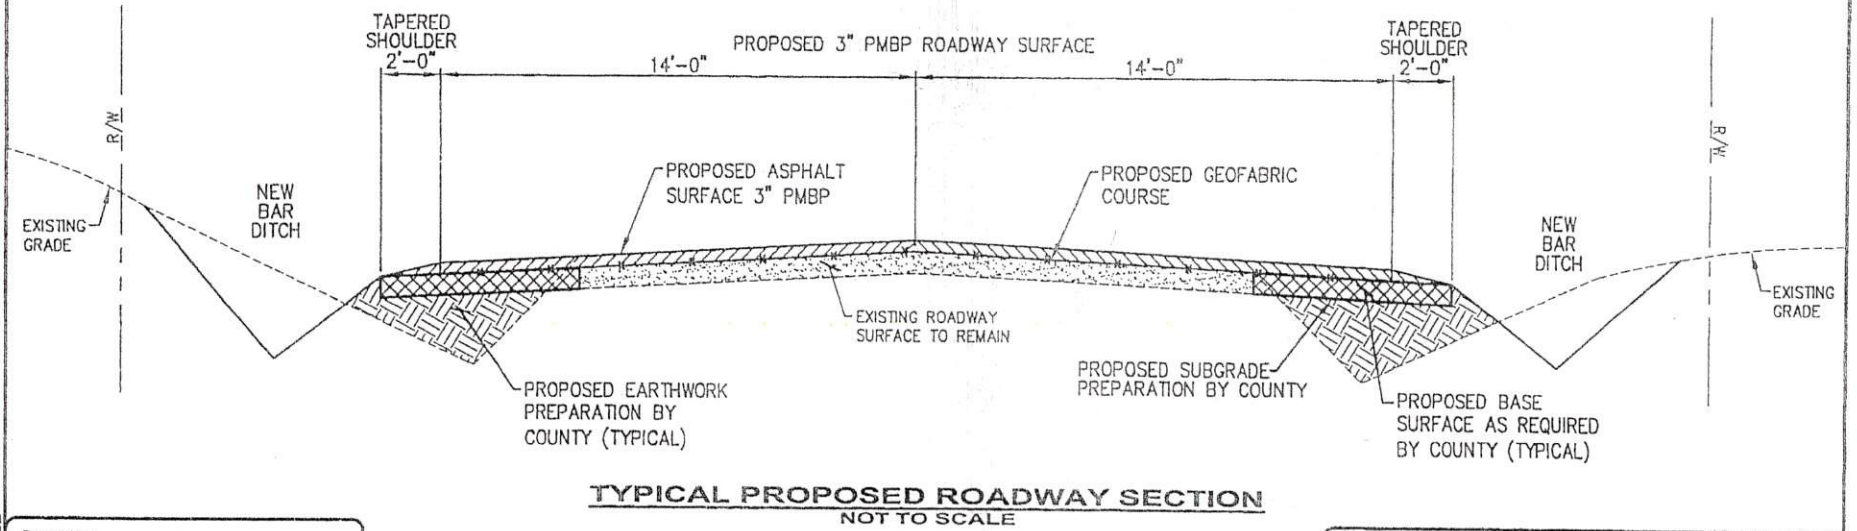 TAPERED
SHOULDER
2'-0"
PROPOSED 3" PMBP ROADWAY SURFACE
14'-0"
14'-0"
TAPERED
SHOULDER
2'-0"
R/W
R/W
EXISTING
GRADE
NEW
BAR
DITCH
PROPOSED ASPHALT
SURFACE 3" PMBP
PROPOSED GEOFABRIC
COURSE
NEW
BAR
DITCH
EXISTING
GRADE
EXISTING ROADWAY
SURFACE TO REMAIN
PROPOSED EARTHWORK
PREPARATION BY
COUNTY (TYPICAL)
PROPOSED SUBGRADE
PREPARATION BY COUNTY
PROPOSED BASE
SURFACE AS REQUIRED
BY COUNTY (TYPICAL)
TYPICAL PROPOSED ROADWAY SECTION
NOT TO SCALE